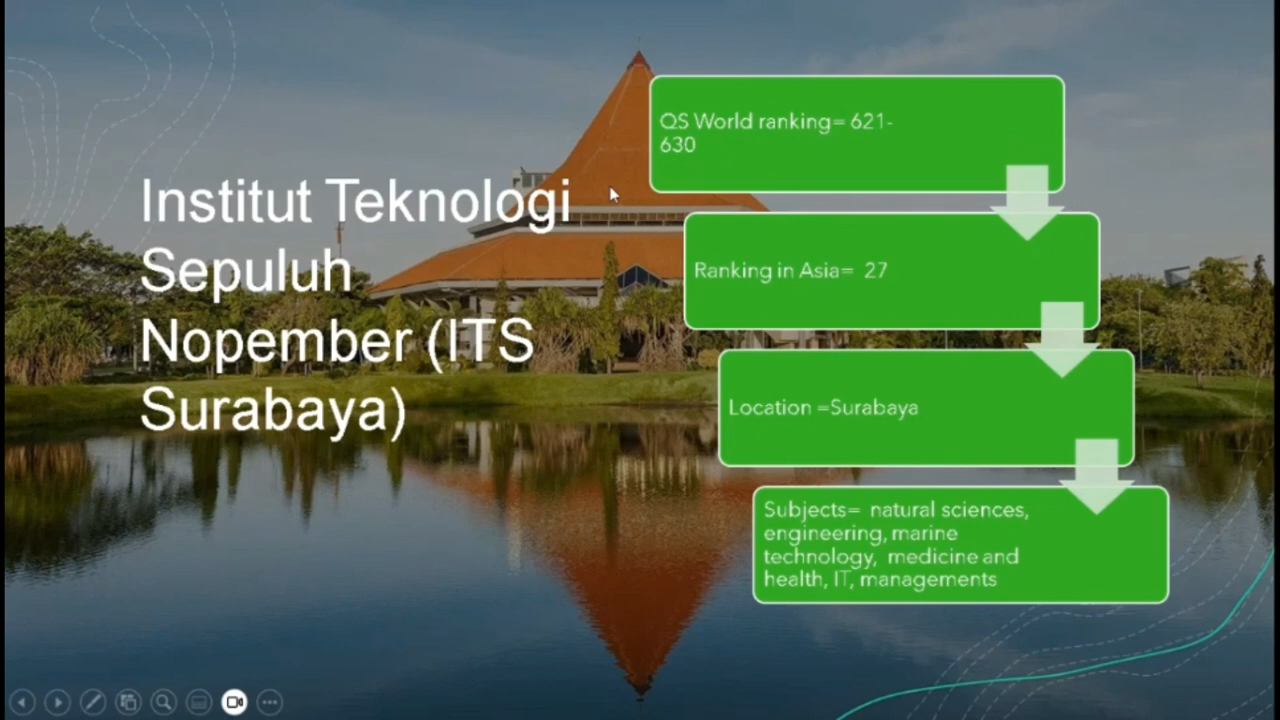 Institut Teknologi
Sepuluh
Nopember (ITS
Surabaya)
QS World ranking= 621-
630
Ranking in Asia= 27
Location =Surabaya
Subjects= natural sciences,
engineering, marine
technology, medicine and
health, IT, managements